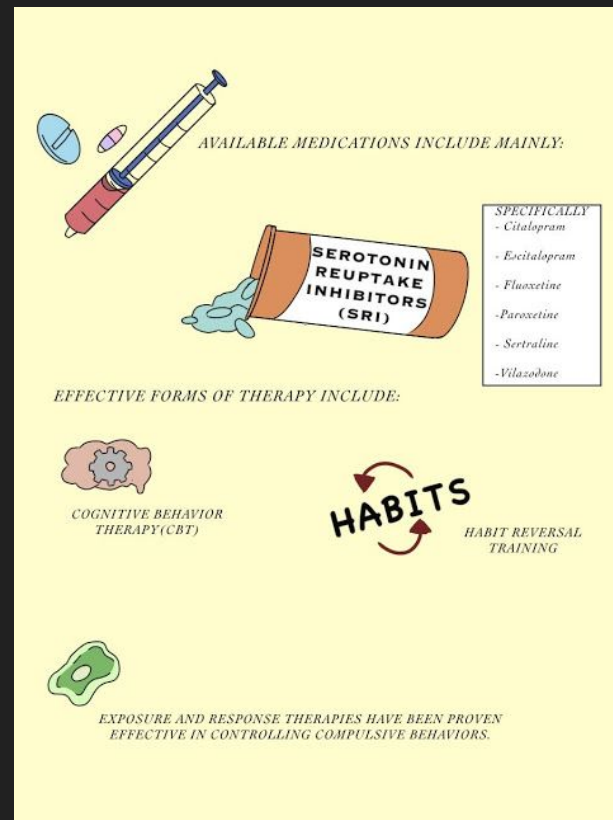 AVAILABLE MEDICATIONS INCLUDE MAINLY:
SPECIFICALLY
- Citalopram
- Escitalopram
- Fluoxetine
-Paroxetine
- Sertraline
-Vilazodone
SEROTONIN
REUPTAKE
INHIBITORS
(SRI)
EFFECTIVE FORMS OF THERAPY INCLUDE:
COGNITIVE BEHAVIOR
THERAPY(CBT)
HABITS
HABIT REVERSAL
TRAINING
EXPOSURE AND RESPONSE THERAPIES HAVE BEEN PROVEN
EFFECTIVE IN CONTROLLING COMPULSIVE BEHAVIORS.